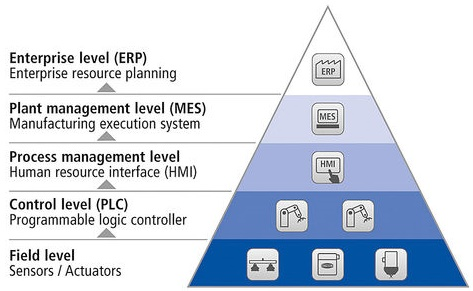 Enterprise level (ERP)
Enterprise resource planning
ERP
Plant management level (MES)
Manufacturing execution system
MES
Process management level
Human resource interface (HMI)
HMI
Control level (PLC)
Programmable logic controller
Field level
Sensors / Actuators